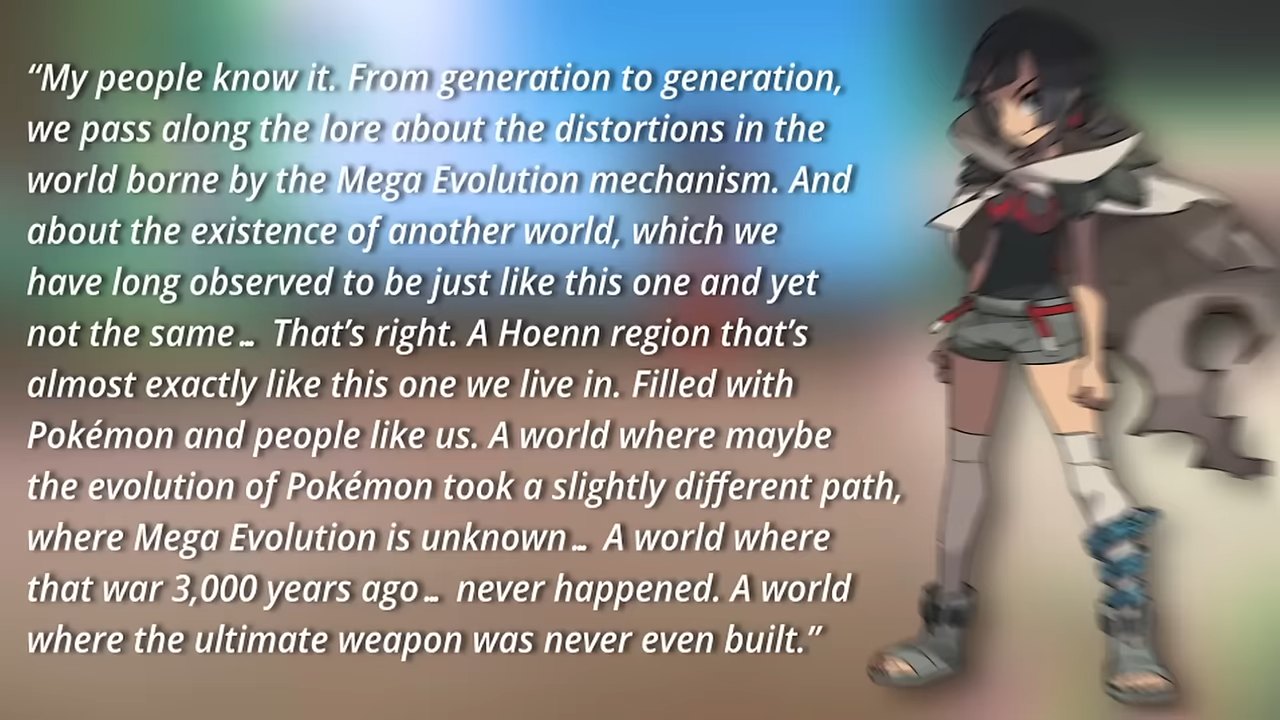 “My people know it. From generation to generation,
we pass along the lore about the distortions in the
world borne by the Mega Evolution mechanism. And
about the existence of another world, which we
have long observed to be just like this one and yet
not the same... That’s right. A Hoenn region that’s
almost exactly like this one we live in. Filled with
Pokémon and people like us. A world where maybe
the evolution of Pokémon took a slightly different path,
where Mega Evolution is unknown... A world where
that war 3,000 years ago... never happened. A world
where the ultimate weapon was never even built.”